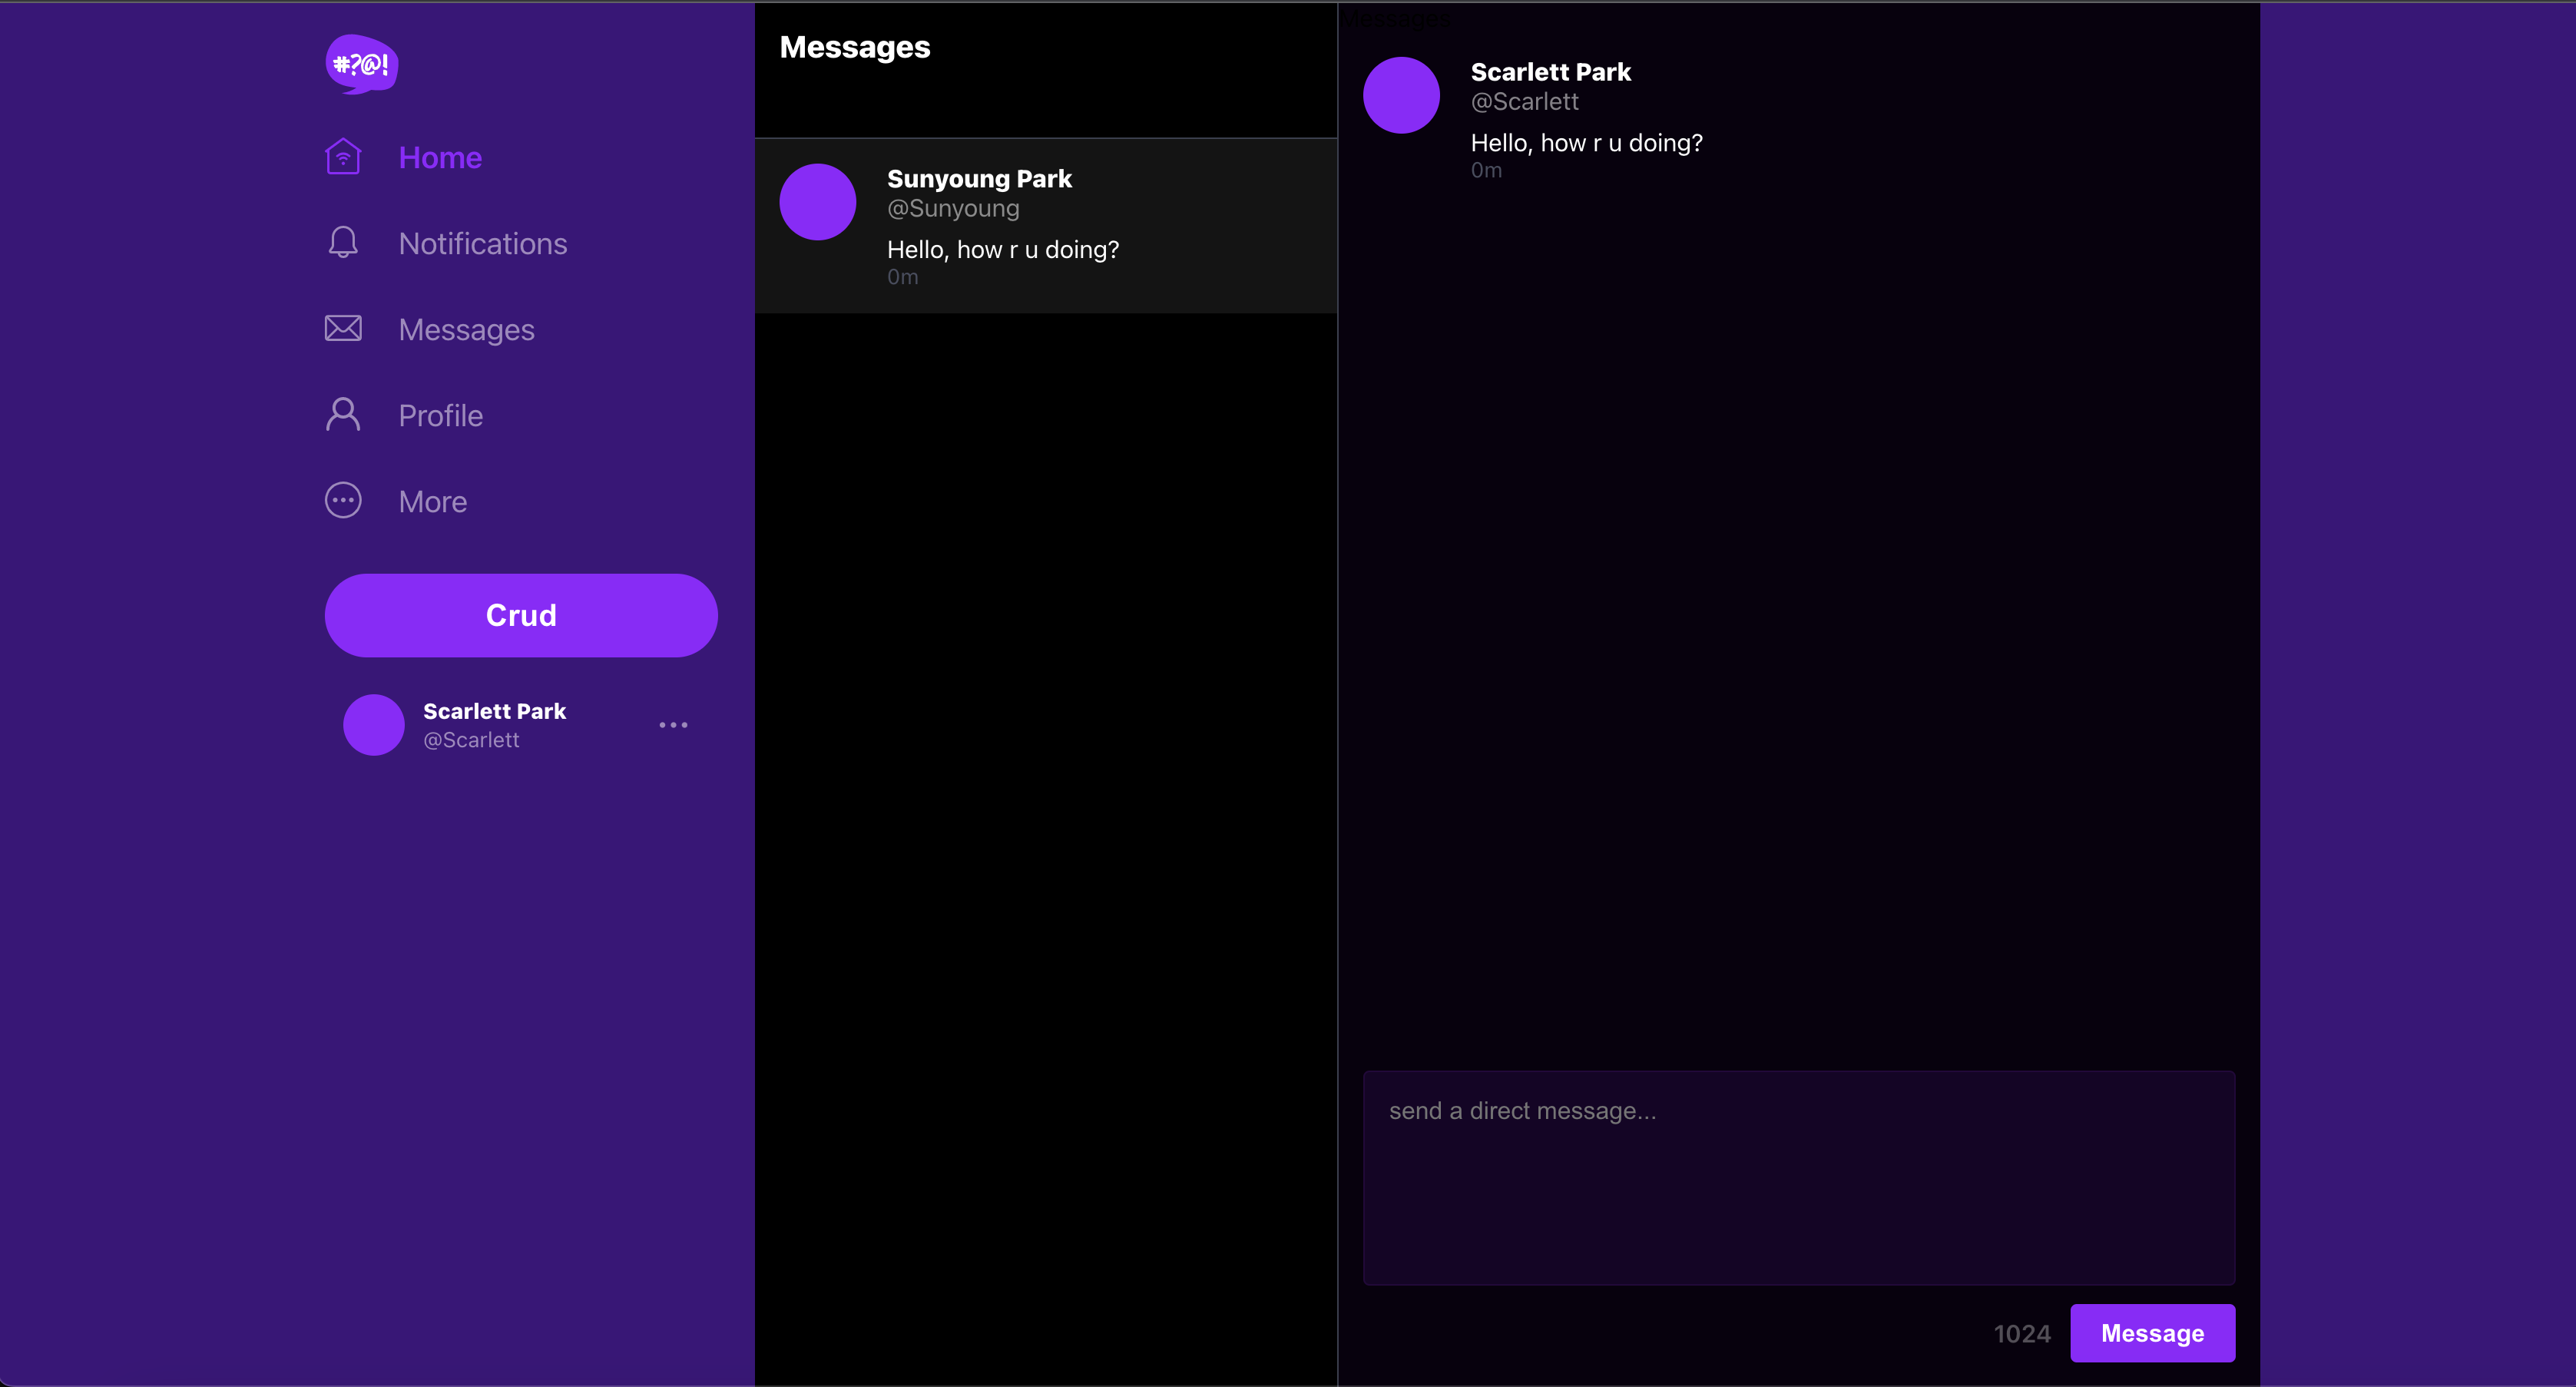 #?@!
Home
Notifications
Messages
Profile
More
Crud
Scarlett Park
@Scarlett
Messages
Sunyoung Park
@Sunyoung
Hello, how r u doing?
0m
Messages
Scarlett Park
@Scarlett
Hello, how r u doing?
0m
send a direct message...
1024
Message